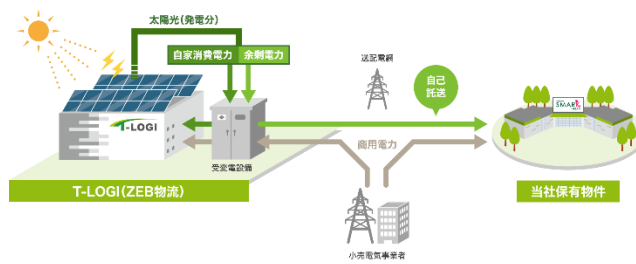 太陽光（発電分）
自家消費電力
余剰電力
送配電網
自己
託送
T-LOGI
SMARK
商用電力
受変電設備
T-LOGI（ZEB物流）
当社保有物件
小売電気事業者